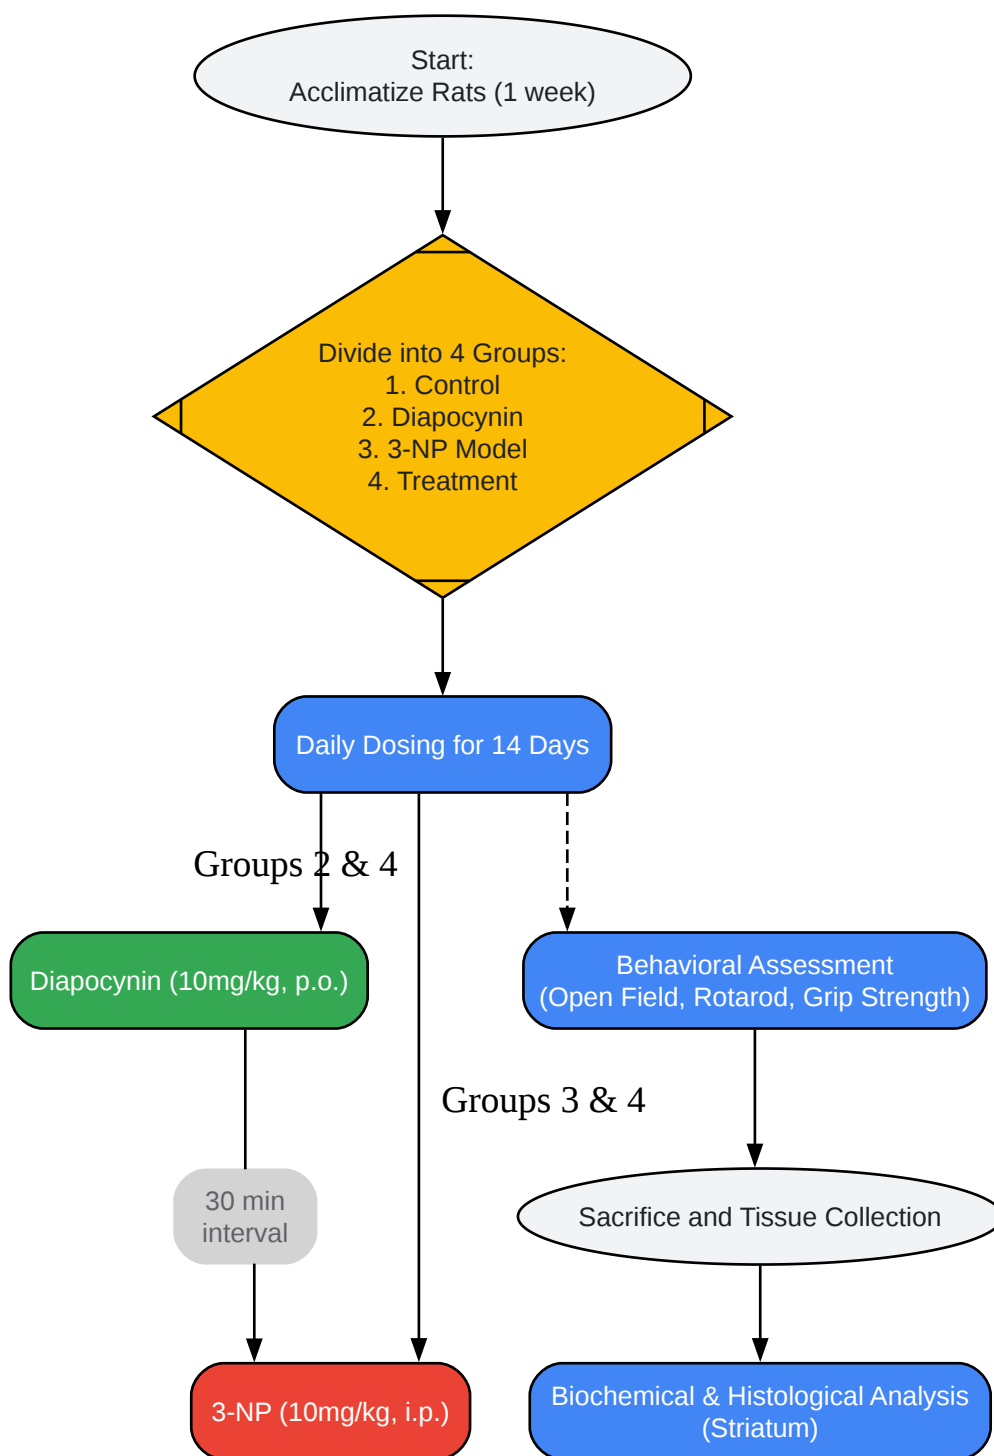 Start:
Acclimatize Rats (1 week)
Divide into 4 Groups:
1. Control
2. Diapocynin
3. 3-NP Model
4. Treatment
Daily Dosing for 14 Days
Groups 2 & 4
Diapocynin (10mg/kg, p.o.)
Behavioral Assessment
(Open Field, Rotarod, Grip Strength)
Groups 3 & 4
30 min
interval
Sacrifice and Tissue Collection
3-NP (10mg/kg, i.p.)
Biochemical & Histological Analysis
(Striatum)